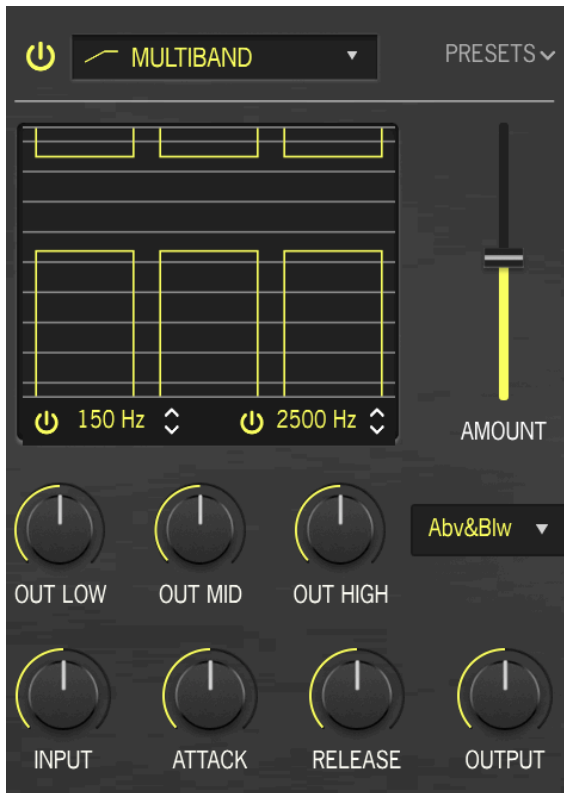 MULTIBAND
PRESETS
150 Hz
2500 Hz
AMOUNT
OUT LOW
OUT MID
OUT HIGH
Abv&Blw
INPUT
ATTACK
RELEASE
OUTPUT